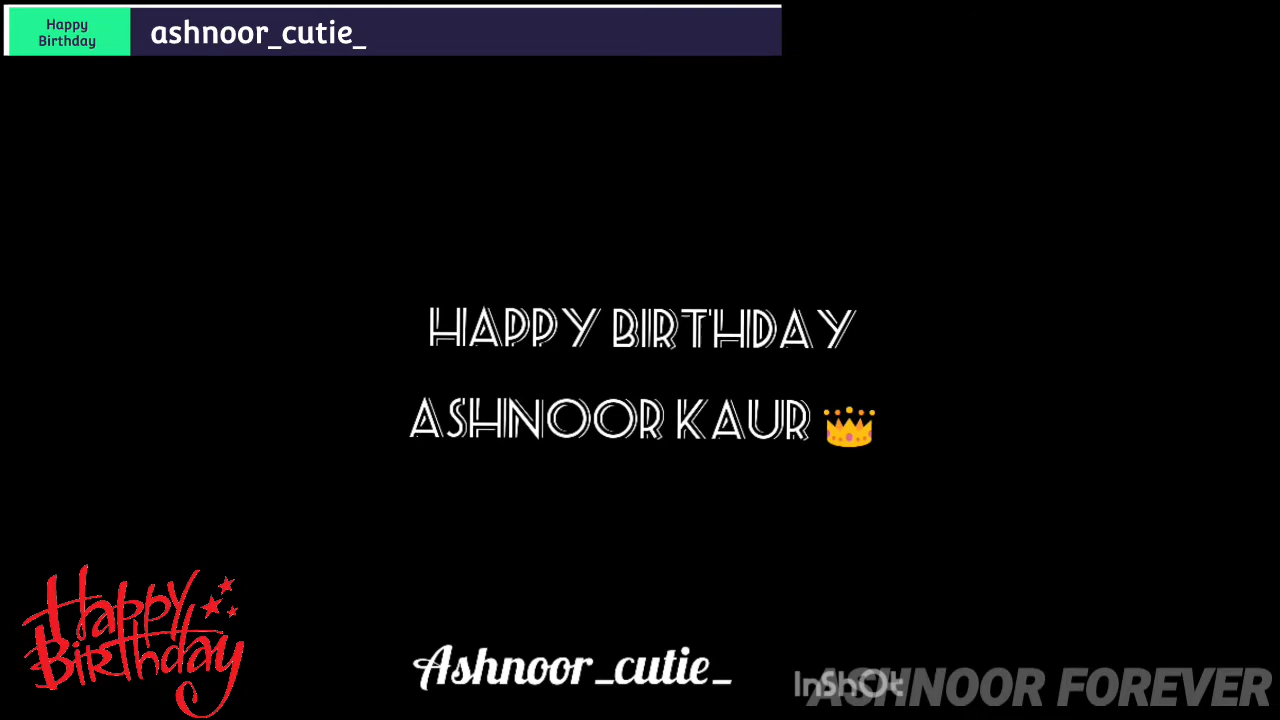 Happy
Birthday
ashnoor_cutie_
HAPPY BIRTHDAY
ASHNOOR KAUR 👑
Happy
Birthday
Ashnoor_cutie_
InShOt
ASHNOOR FOREVER